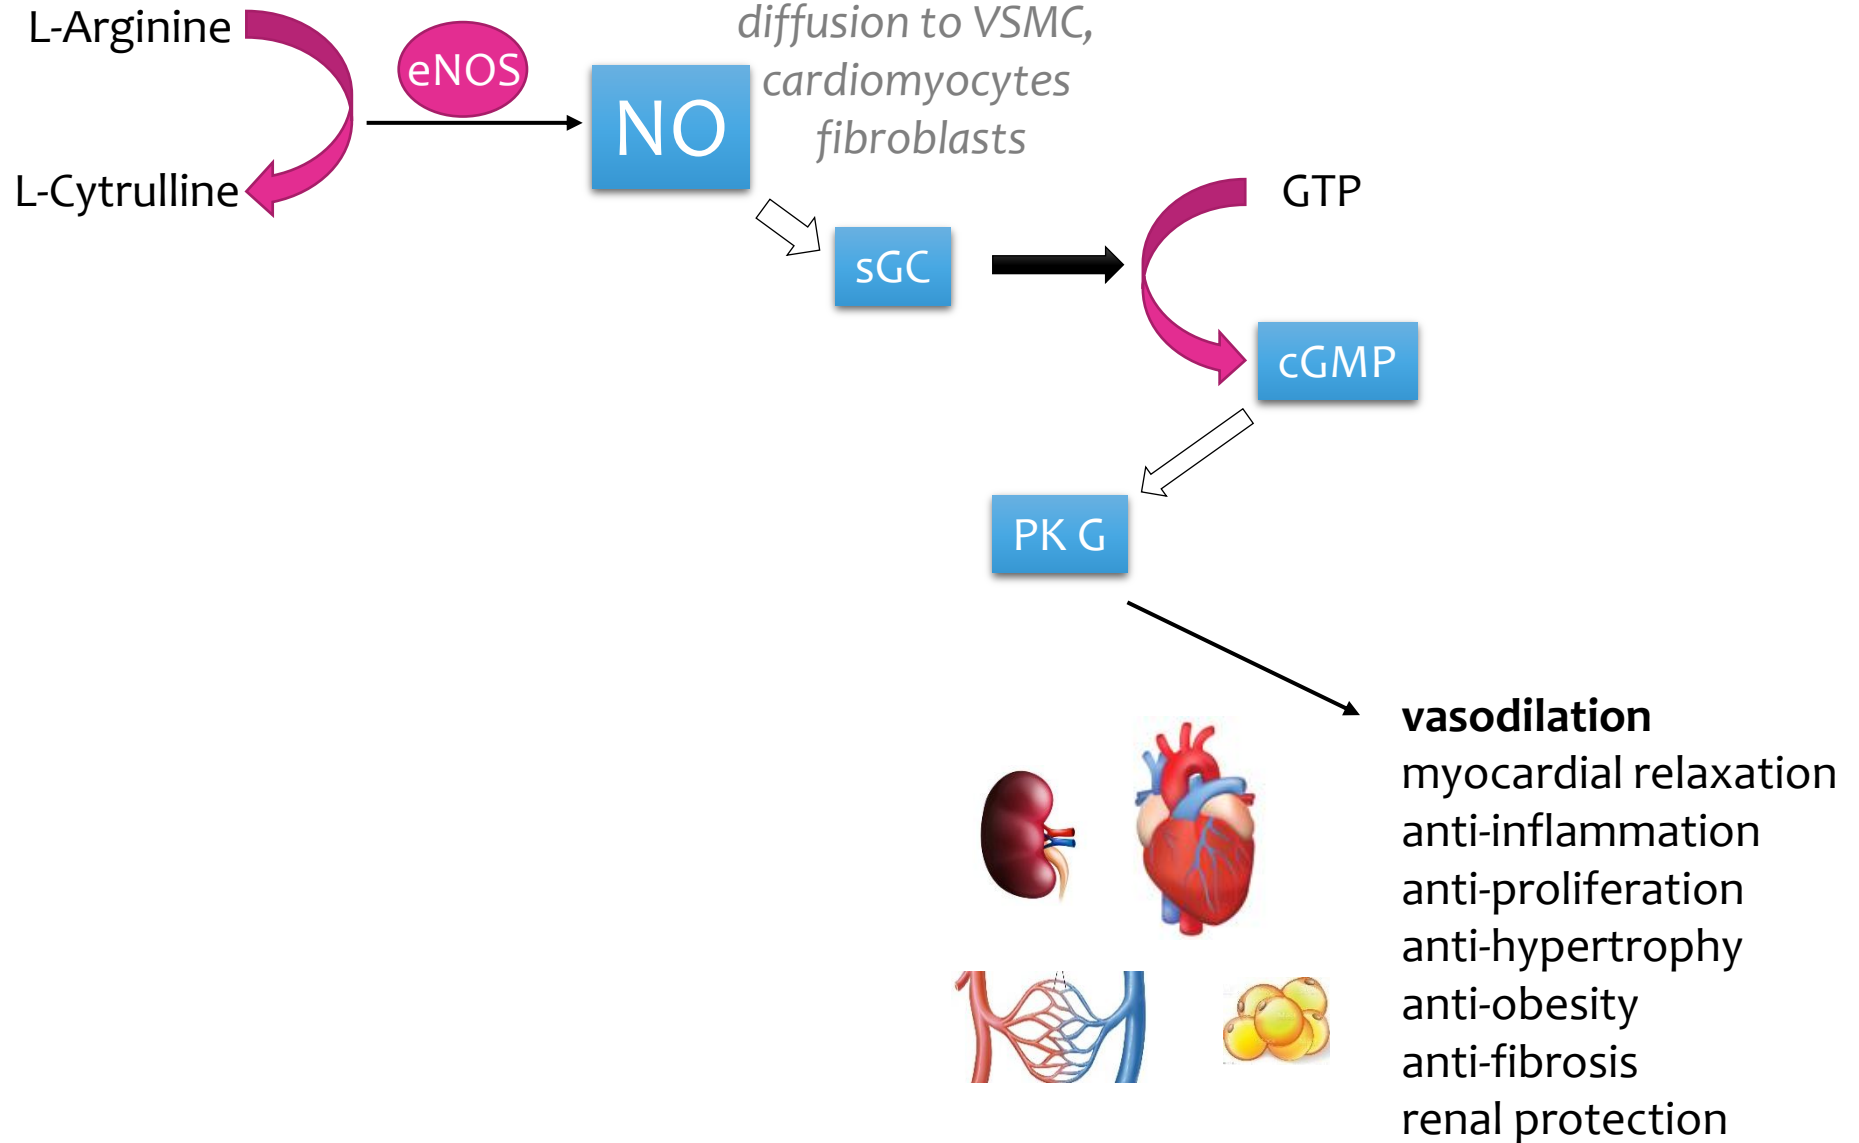 L-Arginine
eNOS
NO
diffusion to VSMC,
cardiomyocytes
fibroblasts
L-Cytrulline
GTP
sGC
cGMP
PK G
vasodilation
myocardial relaxation
anti-inflammation
anti-proliferation
anti-hypertrophy
anti-obesity
anti-fibrosis
renal protection